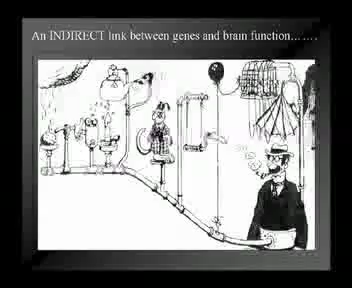 An INDIRECT link between genes and brain function.......